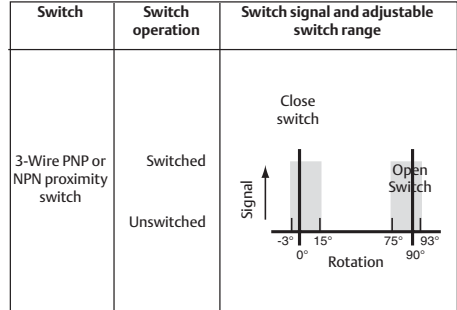 Switch
Switch
operation
Switch signal and adjustable
switch range
3-Wire PNP or
NPN proximity
switch
Switched
Unswitched
Close
switch
Open
Switch
Signal
-3°
15°
75°
93°
0°
90°
Rotation